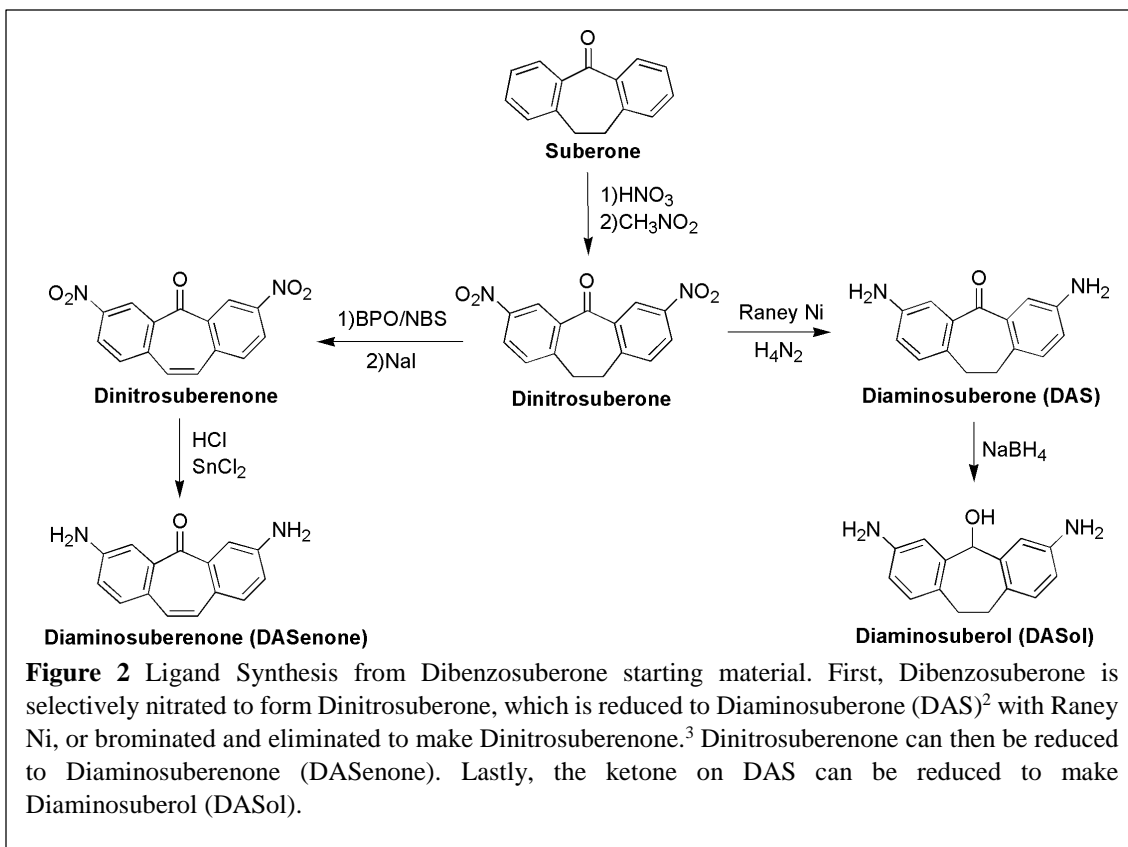 O
Suberone
1)HNO₃
2)CH₃NO₂
O₂N O NO₂
Dinitrosuberenone
1)BPO/NBS
2)NaI
O₂N O NO₂
Dinitrosuberone
Raney Ni
H₄N₂
H₂N O NH₂
Diaminosuberone (DAS)
HCl
SnCl₂
NaBH₄
H₂N O NH₂
Diaminosuberenone (DASenone)
H₂N OH NH₂
Diaminosuberol (DASol)
Figure 2 Ligand Synthesis from Dibenzosuberone starting material. First, Dibenzosuberone is
selectively nitrated to form Dinitrosuberone, which is reduced to Diaminosuberone (DAS)² with Raney
Ni, or brominated and eliminated to make Dinitrosuberenone.³ Dinitrosuberenone can then be reduced
to Diaminosuberenone (DASenone). Lastly, the ketone on DAS can be reduced to make
Diaminosuberol (DASol).